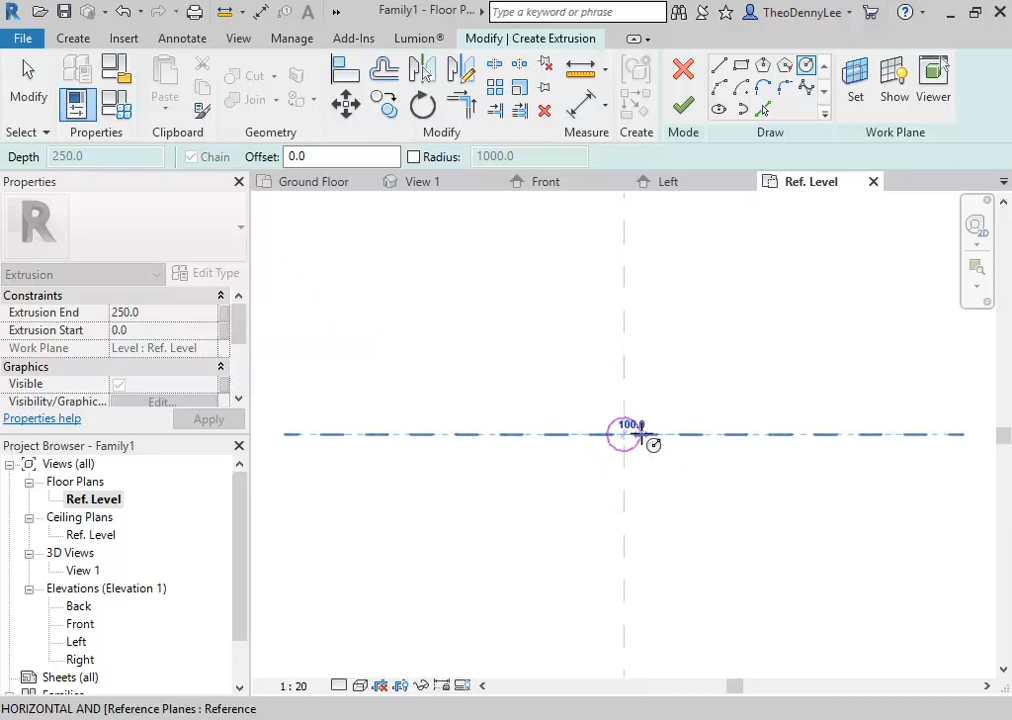 Family1 - Floor P...
Type a keyword or phrase
TheoDennyLee
File
Create
Insert
Annotate
View
Manage
Add-Ins
Lumion®
Modify | Create Extrusion
Modify
Paste
Cut
Join
Set
Show
Viewer
Select
Properties
Clipboard
Geometry
Modify
Measure
Create
Mode
Draw
Work Plane
Depth
250.0
Chain
Offset:
0.0
Radius:
1000.0
Properties
Ground Floor
View 1
Front
Left
Ref. Level
Extrusion
Edit Type
Constraints
Extrusion End
250.0
Extrusion Start
0.0
Work Plane
Level : Ref. Level
Graphics
Visible
Visibility/Graphic...
Edit...
Properties help
Apply
Project Browser - Family1
Views (all)
Floor Plans
Ref. Level
Ceiling Plans
Ref. Level
3D Views
View 1
Elevations (Elevation 1)
Back
Front
Left
Right
Sheets (all)
100.0
2D
1 : 20
HORIZONTAL AND [Reference Planes : Reference